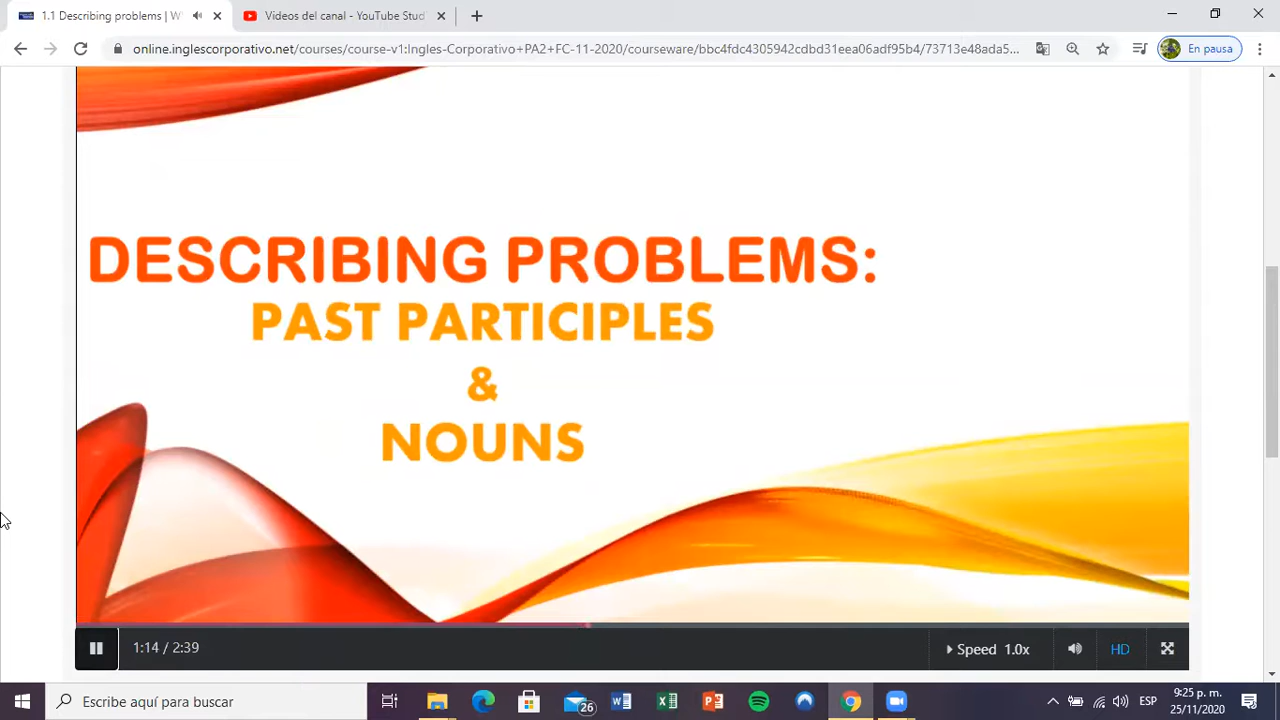 1.1 Describing problems | W
Videos del canal - YouTube Stud
online.inglescorporativo.net/courses/course-v1:Ingles-Corporativo+PA2+FC-11-2020/courseware/bbc4fdc4305942cdbd31eea06adf95b4/73713e48ada5...
En pausa
DESCRIBING PROBLEMS:
PAST PARTICIPLES
&
NOUNS
1:14 / 2:39
Speed 1.0x
HD
Escribe aquí para buscar
26
ESP
9:25 p. m.
25/11/2020